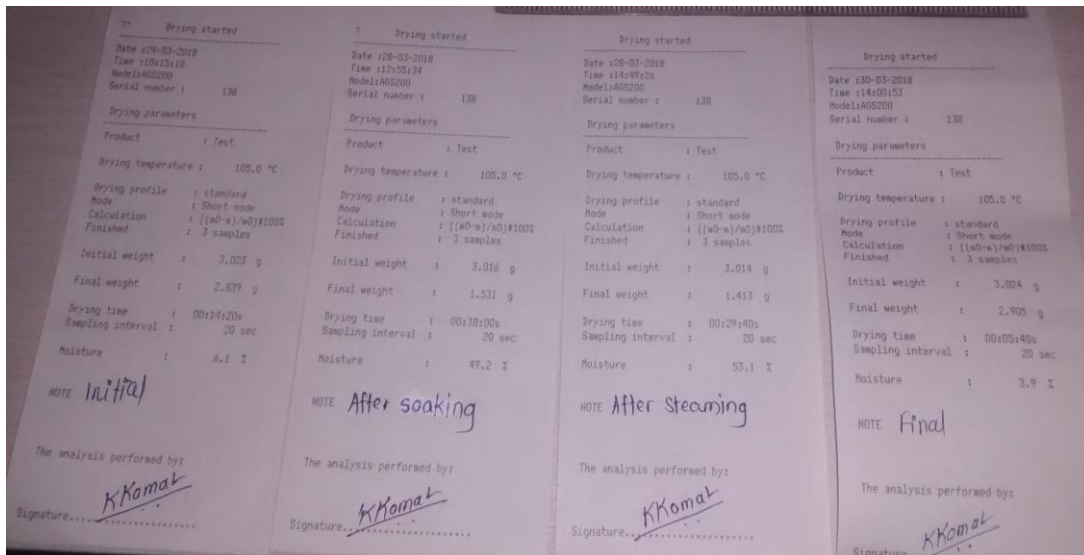 Drying started
Date :24-03-2018
Time :10:15:10
Model:AGS200
Serial number : 138
Drying parameters
Product : Test
Drying temperature : 105.0 °C
Drying profile : standard
Mode : Short mode
Calculation : ((m0-m)/m0)*100%
Finished : 3 samples
Initial weight : 3.023 g
Final weight : 2.839 g
Drying time : 00:14:20s
Sampling interval : 20 sec
Moisture : 6.1 %
NOTE Initial
The analysis performed by:
Signature... KKomal
? Drying started
Date :28-03-2018
Time :12:55:34
Model:AGS200
Serial number : 138
Drying parameters
Product : Test
Drying temperature : 105.0 °C
Drying profile : standard
Mode : Short mode
Calculation : ((m0-m)/m0)*100%
Finished : 3 samples
Initial weight : 3.016 g
Final weight : 1.531 g
Drying time : 00:38:00s
Sampling interval : 20 sec
Moisture : 49.2 %
NOTE After soaking
The analysis performed by:
Signature... KKomal
Drying started
Date :28-03-2018
Time :14:49:26
Model:AGS200
Serial number : 138
Drying parameters
Product : Test
Drying temperature : 105.0 °C
Drying profile : standard
Mode : Short mode
Calculation : ((m0-m)/m0)*100%
Finished : 3 samples
Initial weight : 3.014 g
Final weight : 1.413 g
Drying time : 00:29:40s
Sampling interval : 20 sec
Moisture : 53.1 %
NOTE After Steaming
The analysis performed by:
Signature... KKomal
Drying started
Date :30-03-2018
Time :14:00:53
Model:AGS200
Serial number : 138
Drying parameters
Product : Test
Drying temperature : 105.0 °C
Drying profile : standard
Mode : Short mode
Calculation : ((m0-m)/m0)*100%
Finished : 3 samples
Initial weight : 3.024 g
Final weight : 2.905 g
Drying time : 00:05:40s
Sampling interval : 20 sec
Moisture : 3.9 %
NOTE Final
The analysis performed by:
Signature KKomal